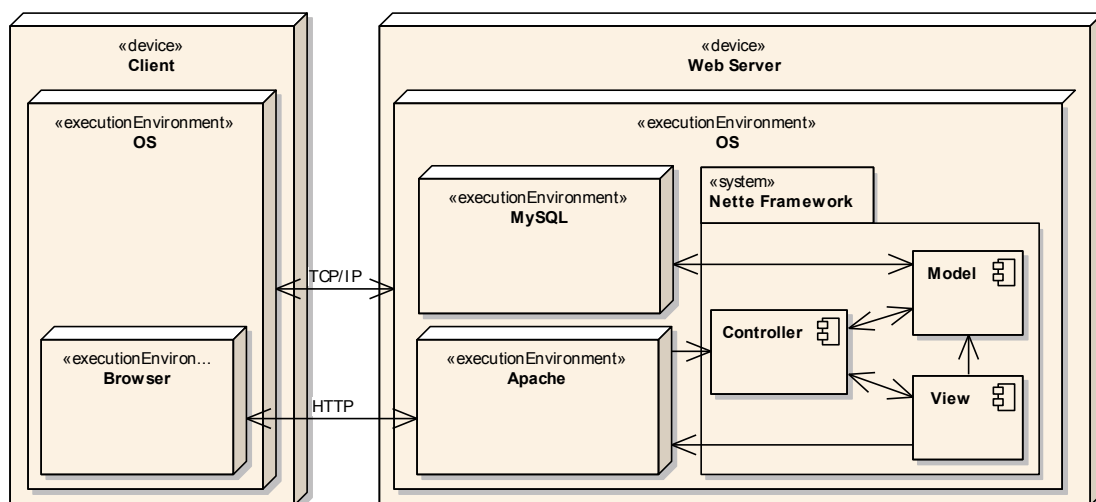 «device»
Client
«executionEnvironment»
OS
«executionEnviron...
Browser
TCP/IP
HTTP
«device»
Web Server
«executionEnvironment»
OS
«executionEnvironment»
MySQL
«executionEnvironment»
Apache
«system»
Nette Framework
Model
Controller
View